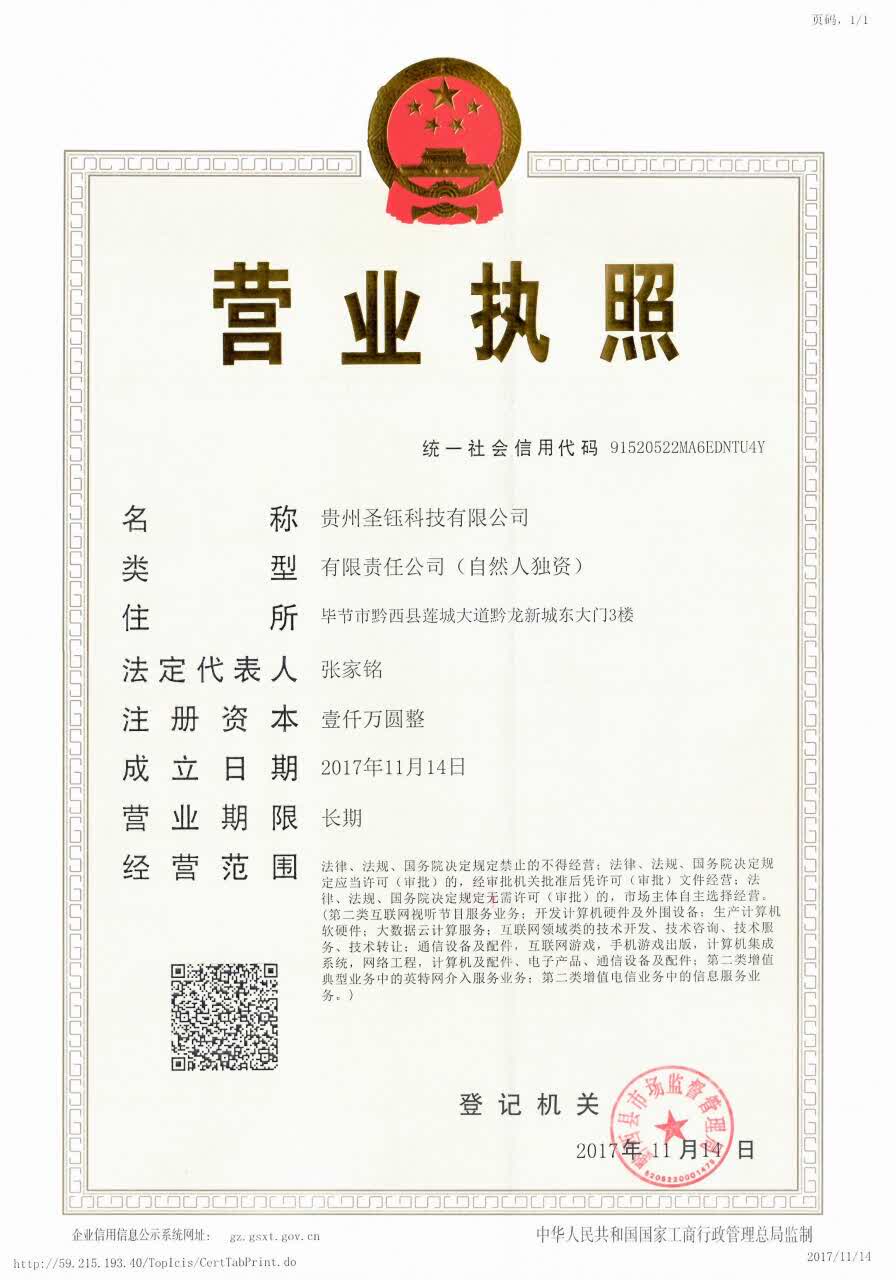 页码，1/1
营业执照
统一社会信用代码 91520522MA6EDNTU4Y
名称 贵州圣钰科技有限公司
类型 有限责任公司（自然人独资）
住所 毕节市黔西县莲城大道黔龙新城东大门3楼
法定代表人 张家铭
注册资本 壹仟万圆整
成立日期 2017年11月14日
营业期限 长期
经营范围 法律、法规、国务院决定规定禁止的不得经营；法律、法规、国务院决定规
定应当许可（审批）的，经审批机关批准后凭许可（审批）文件经营；法
律、法规、国务院决定规定无需许可（审批）的，市场主体自主选择经营。
(第二类互联网视听节目服务业务；开发计算机硬件及外围设备；生产计算机
软硬件；大数据云计算服务；互联网领域类的技术开发、技术咨询、技术服
务、技术转让；通信设备及配件，互联网游戏，手机游戏出版，计算机集成
系统，网络工程，计算机及配件、电子产品、通信设备及配件；第二类增值
典型业务中的英特网介入服务业务；第二类增值电信业务中的信息服务业
务。)
登记机关
黔西县市场监督管理局
2017年 11 月14 日
企业信用信息公示系统网址： gz.gsxt.gov.cn
中华人民共和国国家工商行政管理总局监制
http://59.215.193.40/TopIcis/CertTabPrint.do
2017/11/14